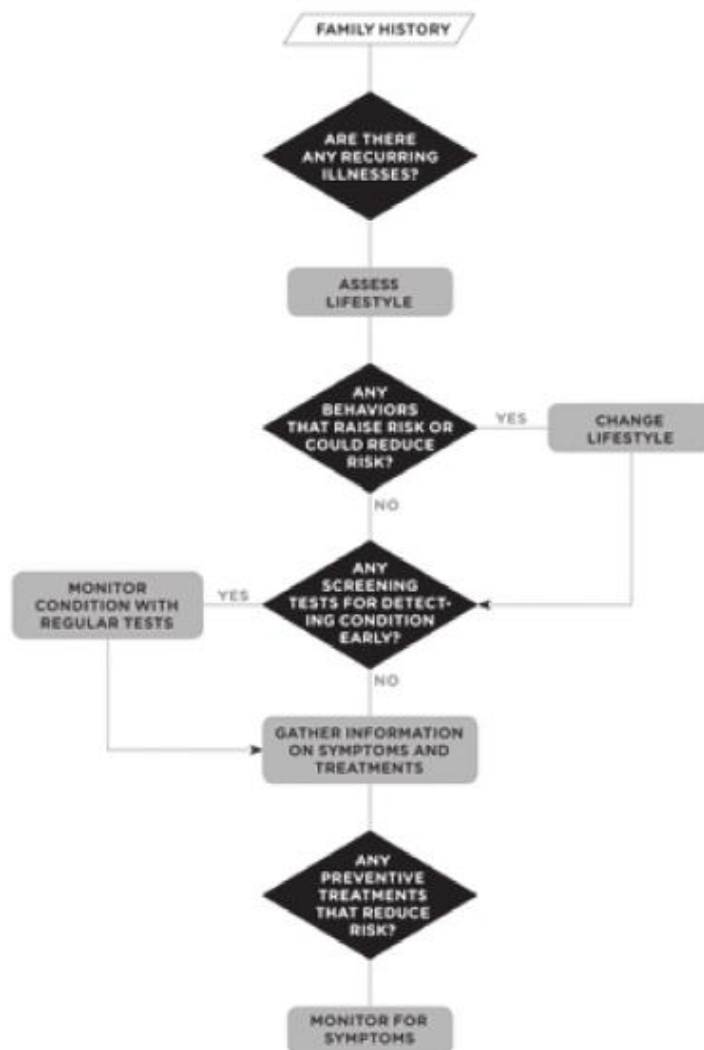 FAMILY HISTORY
ARE THERE
ANY RECURRING
ILLNESSES?
ASSESS
LIFESTYLE
ANY
BEHAVIORS
THAT RAISE RISK OR
COULD REDUCE
RISK?
YES
CHANGE
LIFESTYLE
NO
ANY
SCREENING
TESTS FOR DETECT-
ING CONDITION
EARLY?
YES
MONITOR
CONDITION WITH
REGULAR TESTS
NO
GATHER INFORMATION
ON SYMPTOMS AND
TREATMENTS
ANY
PREVENTIVE
TREATMENTS
THAT REDUCE
RISK?
MONITOR FOR
SYMPTOMS